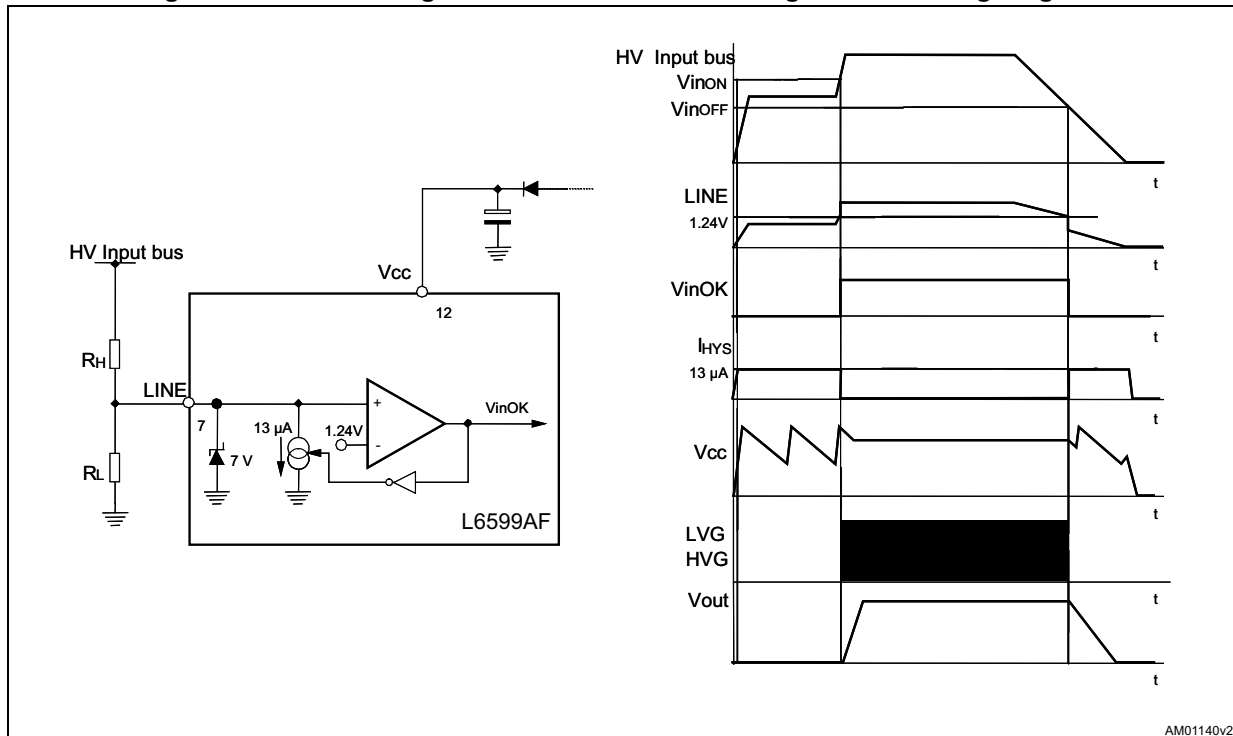 HV Input bus
Vcc
12
RH
LINE
7
RL
7 V
13 µA
1.24V
+
-
VinOK
L6599AF
HV Input bus
VinON
VinOFF
t
LINE
1.24V
t
VinOK
t
IHYS
13 µA
t
Vcc
t
LVG
HVG
t
Vout
t
AM01140v2